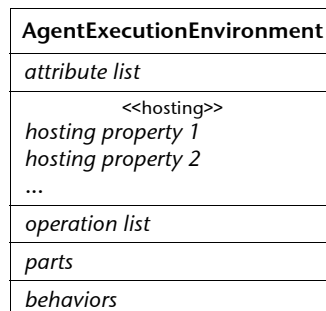 AgentExecutionEnvironment
attribute list
<<hosting>>
hosting property 1
hosting property 2
...
operation list
parts
behaviors